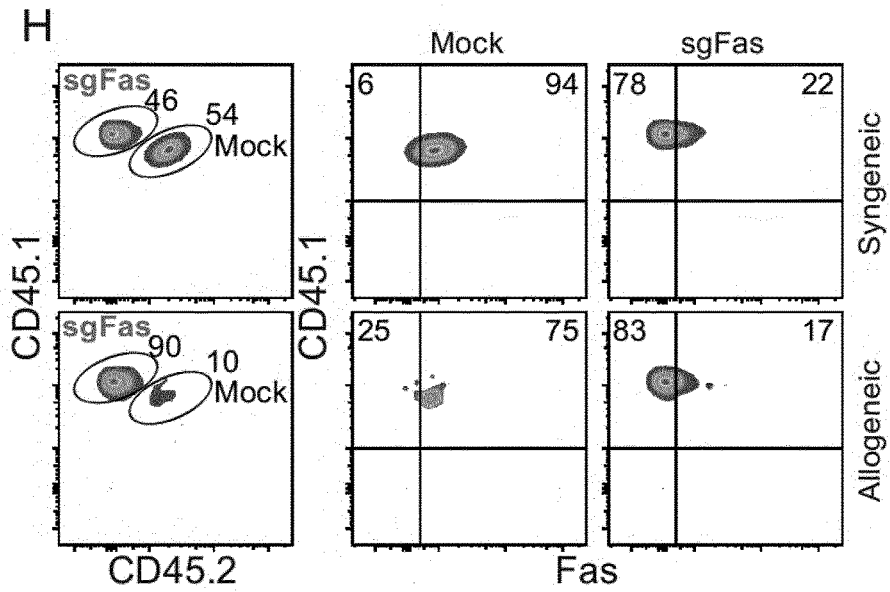 H
Mock sgFas
sgFas
46
54
Mock
6 94
78 22
Syngeneic
CD45.1
CD45.1
sgFas
90
10
Mock
25 75
83 17
Allogeneic
CD45.2
Fas